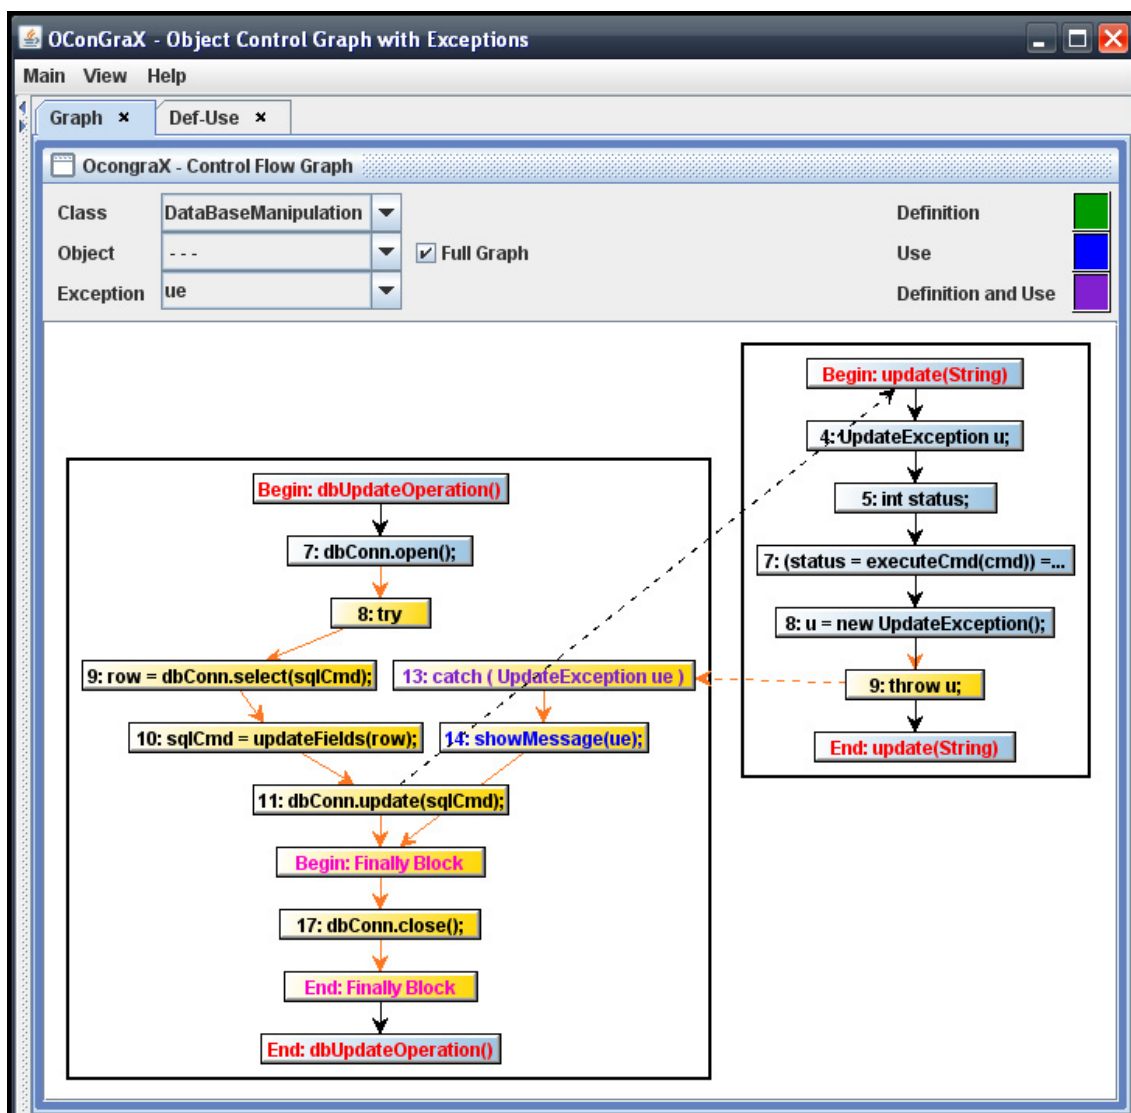 OConGraX - Object Control Graph with Exceptions
Main View Help
Graph × Def-Use ×
OcongraX - Control Flow Graph
Class DataBaseManipulation Definition
Object --- Full Graph Use
Exception ue Definition and Use
Begin: update(String)
4: UpdateException u;
5: int status;
7: (status = executeCmd(cmd)) =...
8: u = new UpdateException();
9: throw u;
End: update(String)
Begin: dbUpdateOperation()
7: dbConn.open();
8: try
9: row = dbConn.select(sqlCmd);
13: catch ( UpdateException ue )
10: sqlCmd = updateFields(row);
14: showMessage(ue);
11: dbConn.update(sqlCmd);
Begin: Finally Block
17: dbConn.close();
End: Finally Block
End: dbUpdateOperation()